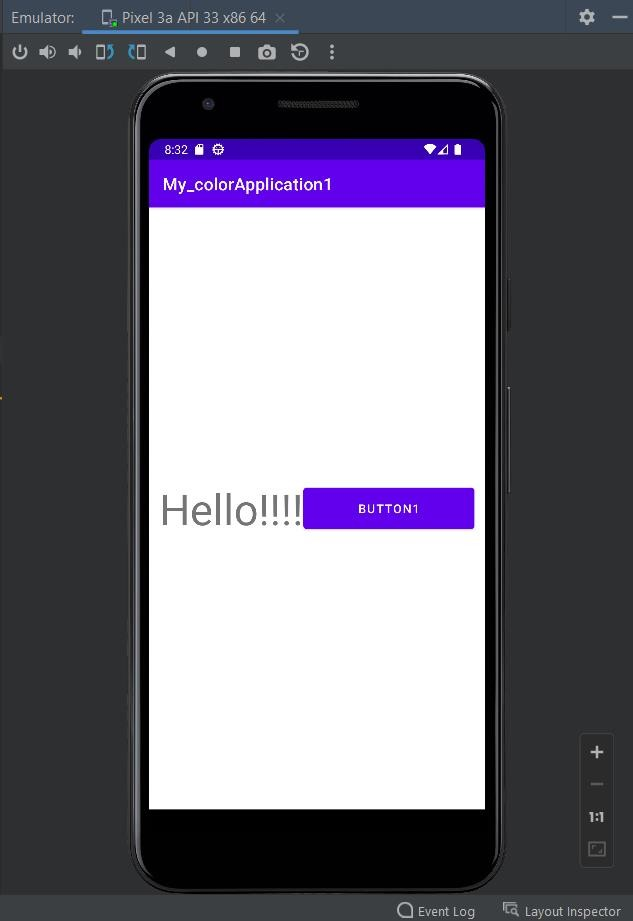 Emulator: Pixel 3a API 33 x86 64
8:32
My_colorApplication1
Hello!!!! BUTTON1
1:1
Event Log Layout Inspector